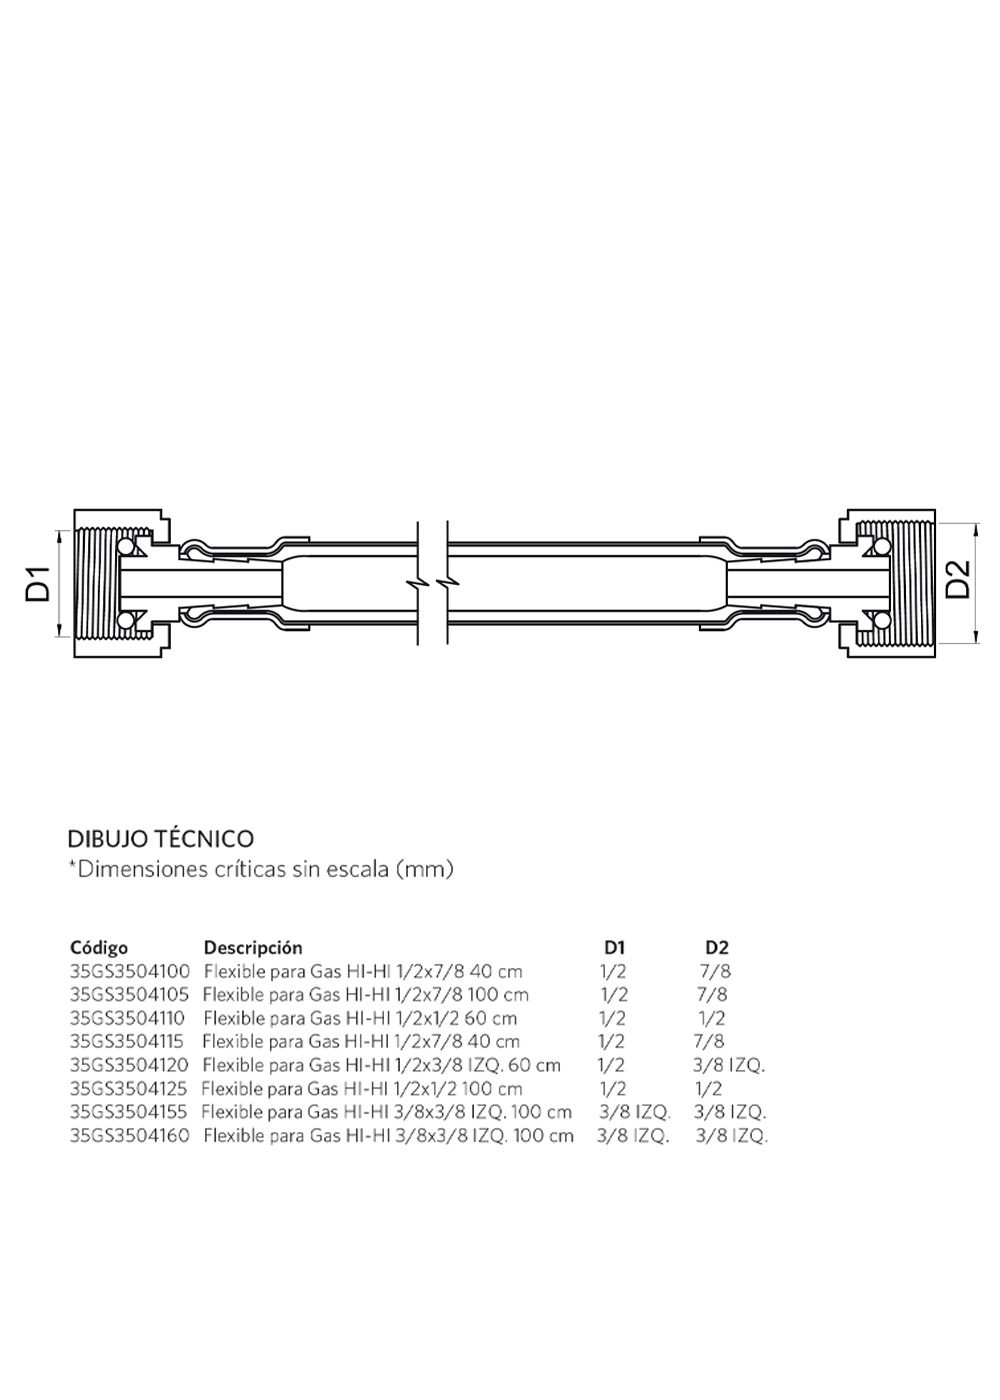 D1
D2
DIBUJO TÉCNICO
*Dimensiones críticas sin escala (mm)
Código Descripción D1 D2
35GS3504100 Flexible para Gas HI-HI 1/2x7/8 40 cm 1/2 7/8
35GS3504105 Flexible para Gas HI-HI 1/2x7/8 100 cm 1/2 7/8
35GS3504110 Flexible para Gas HI-HI 1/2x1/2 60 cm 1/2 1/2
35GS3504115 Flexible para Gas HI-HI 1/2x7/8 40 cm 1/2 7/8
35GS3504120 Flexible para Gas HI-HI 1/2x3/8 IZQ. 60 cm 1/2 3/8 IZQ.
35GS3504125 Flexible para Gas HI-HI 1/2x1/2 100 cm 1/2 1/2
35GS3504155 Flexible para Gas HI-HI 3/8x3/8 IZQ. 100 cm 3/8 IZQ. 3/8 IZQ.
35GS3504160 Flexible para Gas HI-HI 3/8x3/8 IZQ. 100 cm 3/8 IZQ. 3/8 IZQ.